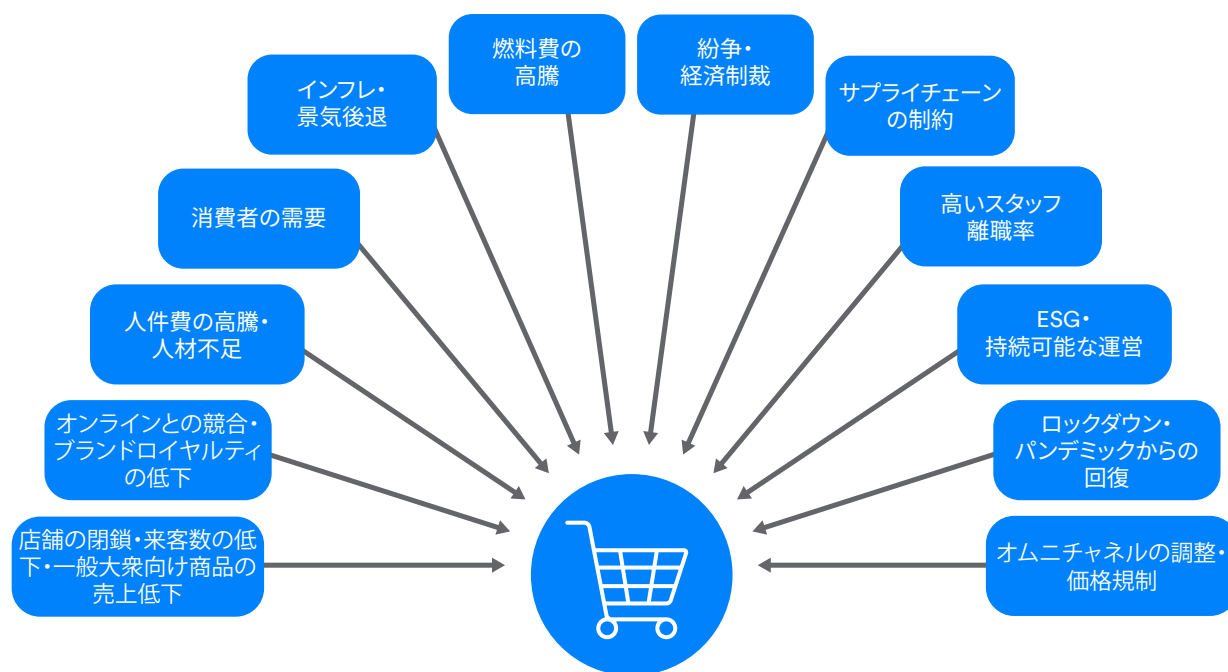 燃料費の
高騰
紛争・
経済制裁
インフレ・
景気後退
サプライチェーン
の制約
消費者の需要
高いスタッフ
離職率
人件費の高騰・
人材不足
ESG・
持続可能な運営
オンラインとの競合・
ブランドロイヤルティ
の低下
ロックダウン・
パンデミックからの
回復
店舗の閉鎖・来客数の低
下・一般大衆向け商品の
売上低下
オムニチャネルの調整・
価格規制